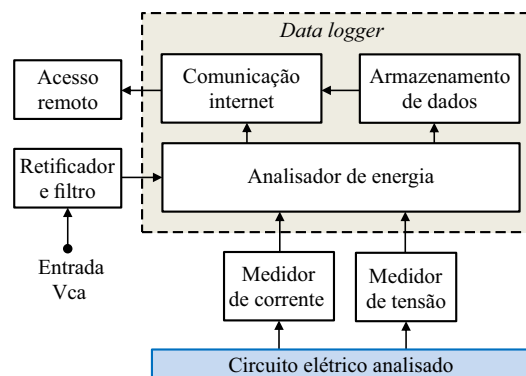 Data logger
Acesso
remoto
Comunicação
internet
Armazenamento
de dados
Retificador
e filtro
Analisador de energia
Entrada
Vca
Medidor
de corrente
Medidor
de tensão
Circuito elétrico analisado